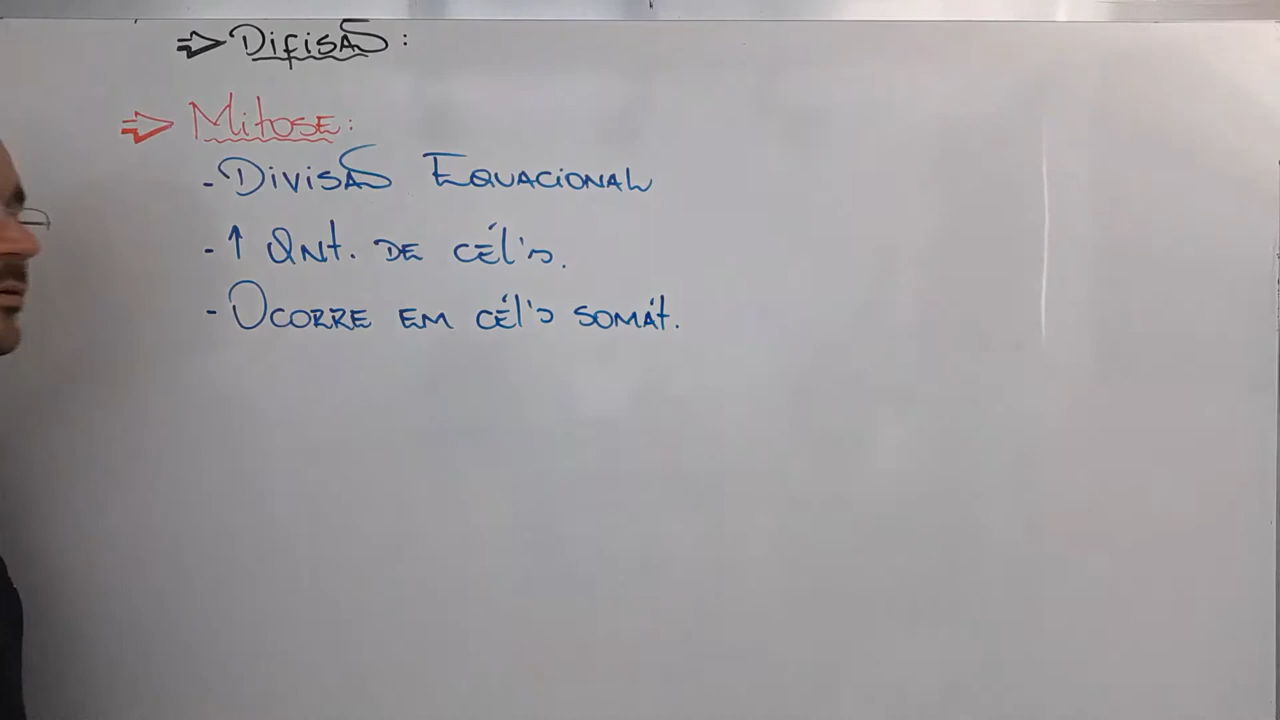 ⇒ Difisão:
⇒ Mitose:
- Divisão Equacional
- ↑ Qnt. de cél's.
- Ocorre em cél's somát.